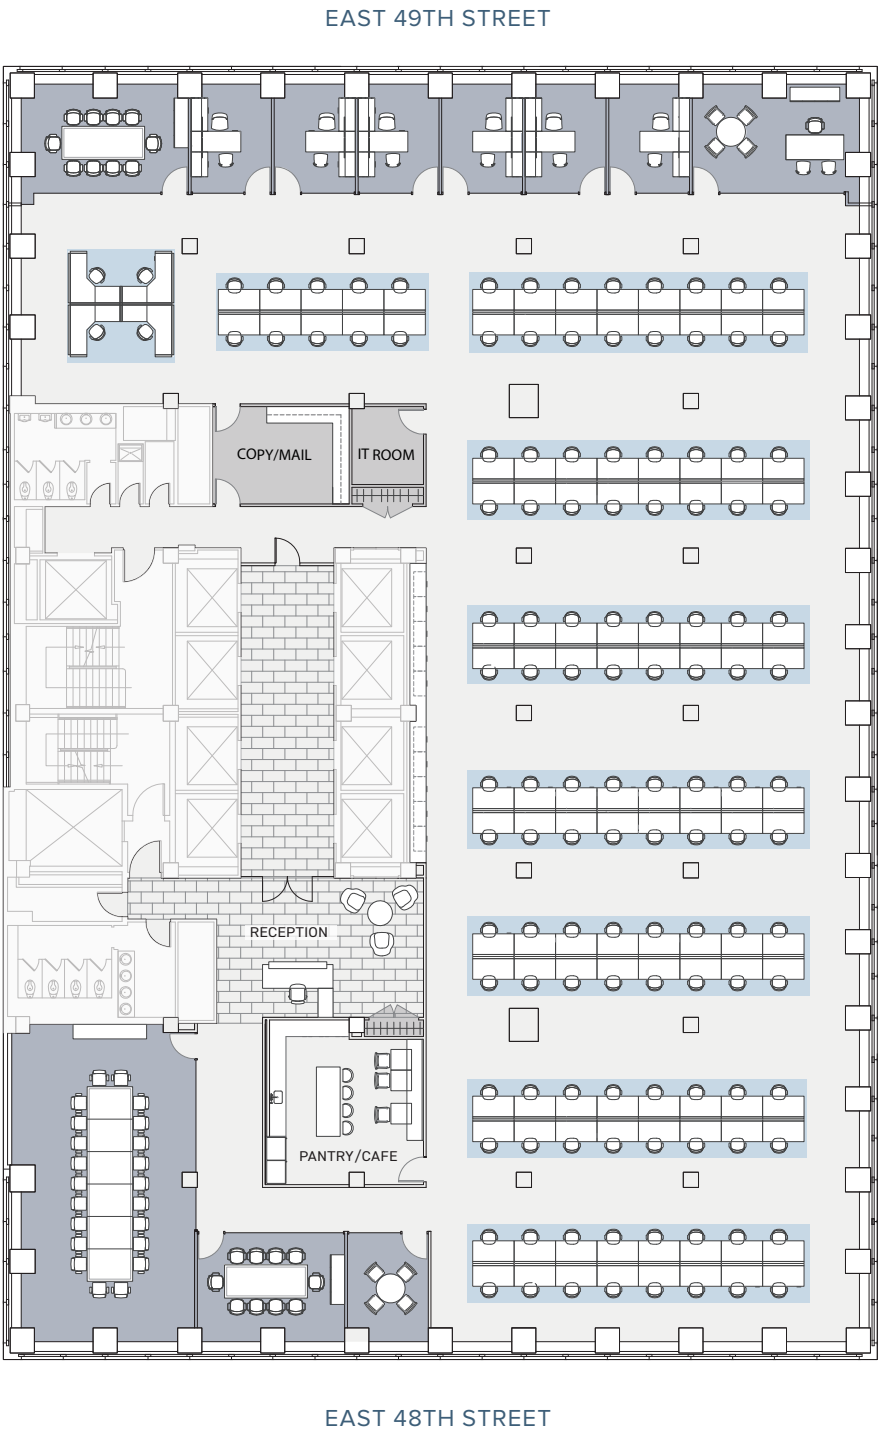 EAST 49TH STREET
COPY/MAIL
IT ROOM
RECEPTION
PANTRY/CAFE
EAST 48TH STREET